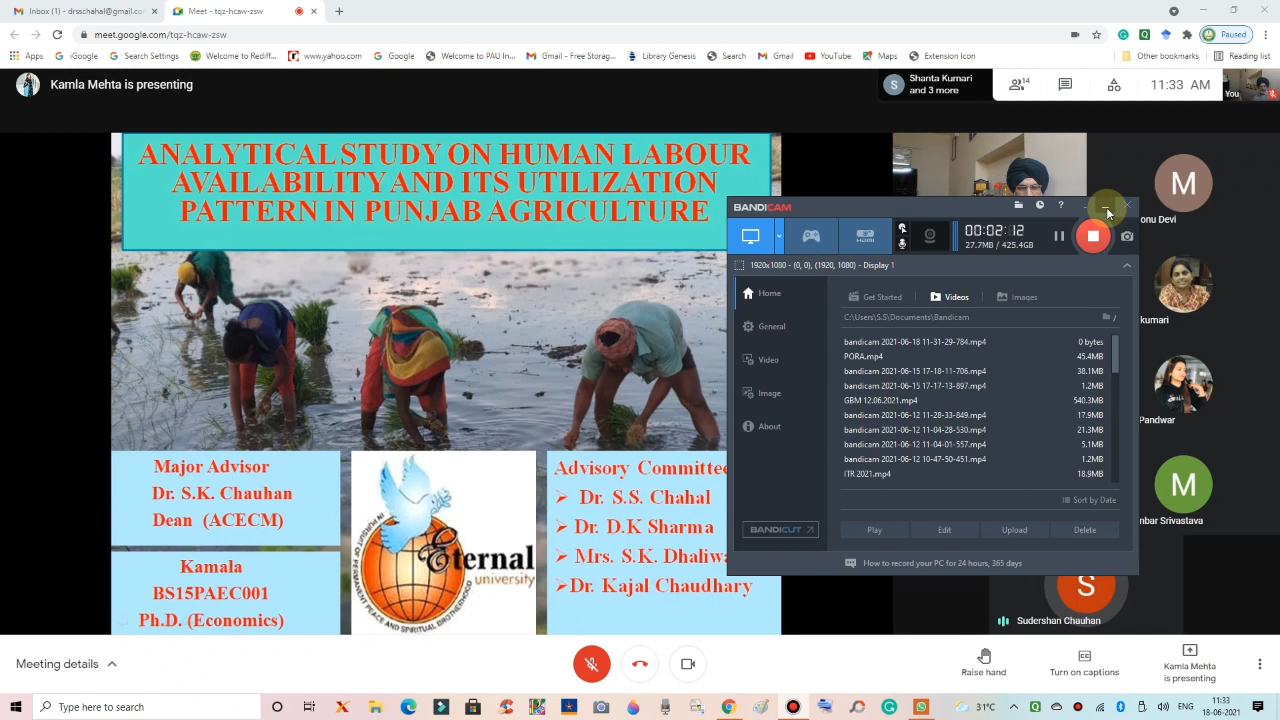 Inbox (1) - drsschahal@gmail.co
Meet - tqz-hcaw-zsw
meet.google.com/tqz-hcaw-zsw
Paused
Apps
Google
Search Settings
Welcome to Rediff...
www.yahoo.com
Google
Welcome to PAU In...
Gmail - Free Storag...
Library Genesis
Search
Gmail
YouTube
Maps
Extension Icon
Other bookmarks
Reading list
Kamla Mehta is presenting
S
Shanta Kumari
and 3 more
14
11:33 AM
You
ANALYTICAL STUDY ON HUMAN LABOUR
AVAILABILITY AND ITS UTILIZATION
PATTERN IN PUNJAB AGRICULTURE
Major Advisor
Dr. S.K. Chauhan
Dean (ACECM)
Kamala
BS15PAEC001
Ph.D. (Economics)
IN PURSUIT OF PERMANENT PEACE AND SPIRITUAL BROTHERHOOD
Eternal
university
Advisory Committee
➢ Dr. S.S. Chahal
➢ Dr. D.K Sharma
➢ Mrs. S.K. Dhaliwa
➢Dr. Kajal Chaudhary
BANDICAM
HDMI
00:02:12
27.7MB / 425.4GB
1920x1080 - (0, 0), (1920, 1080) - Display 1
Home
General
Video
Image
About
BANDICUT
Get Started
Videos
Images
C:\Users\S.S\Documents\Bandicam
bandicam 2021-06-18 11-31-29-784.mp4 0 bytes
PORA.mp4 45.4MB
bandicam 2021-06-15 17-18-11-706.mp4 38.1MB
bandicam 2021-06-15 17-17-13-897.mp4 1.2MB
GBM 12.06.2021.mp4 540.3MB
bandicam 2021-06-12 11-28-33-849.mp4 17.9MB
bandicam 2021-06-12 11-04-28-530.mp4 21.3MB
bandicam 2021-06-12 11-04-01-557.mp4 5.1MB
bandicam 2021-06-12 10-47-50-451.mp4 1.2MB
ITR 2021.mp4 18.9MB
Sort by Date
Play
Edit
Upload
Delete
How to record your PC for 24 hours, 365 days
M
onu Devi
kumari
Pandwar
M
nbar Srivastava
S
Sudershan Chauhan
Meeting details
Raise hand
Turn on captions
Kamla Mehta
is presenting
Type here to search
31°C
ENG
11:33
18-06-2021